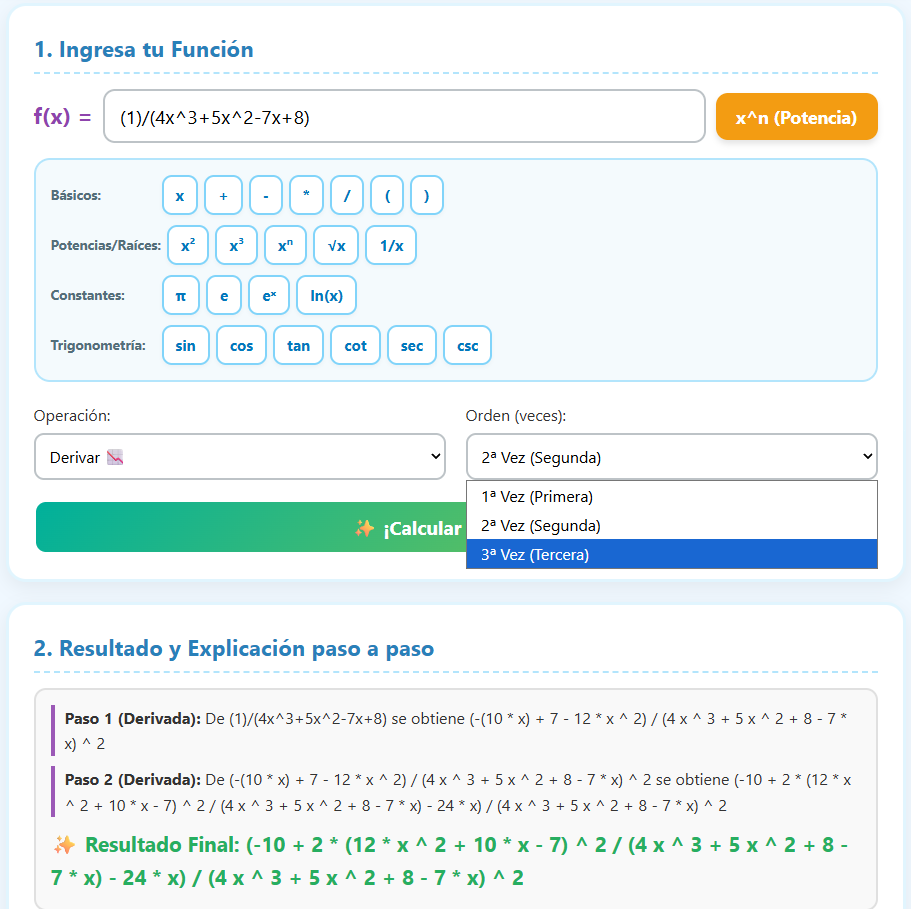 1. Ingresa tu Función
f(x) = (1)/(4x^3+5x^2-7x+8) x^n (Potencia)
Básicos: x + - * / ( )
Potencias/Raíces: x² x³ xⁿ √x 1/x
Constantes: π e eˣ ln(x)
Trigonometría: sin cos tan cot sec csc
Operación: Orden (veces):
Derivar 📉 2ª Vez (Segunda)
1ª Vez (Primera)
2ª Vez (Segunda)
✨ ¡Calcular
3ª Vez (Tercera)
2. Resultado y Explicación paso a paso
Paso 1 (Derivada): De (1)/(4x^3+5x^2-7x+8) se obtiene (-(10 * x) + 7 - 12 * x ^ 2) / (4 x ^ 3 + 5 x ^ 2 + 8 - 7 *
x) ^ 2
Paso 2 (Derivada): De (-(10 * x) + 7 - 12 * x ^ 2) / (4 x ^ 3 + 5 x ^ 2 + 8 - 7 * x) ^ 2 se obtiene (-10 + 2 * (12 * x
^ 2 + 10 * x - 7) ^ 2 / (4 x ^ 3 + 5 x ^ 2 + 8 - 7 * x) - 24 * x) / (4 x ^ 3 + 5 x ^ 2 + 8 - 7 * x) ^ 2
✨ Resultado Final: (-10 + 2 * (12 * x ^ 2 + 10 * x - 7) ^ 2 / (4 x ^ 3 + 5 x ^ 2 + 8 -
7 * x) - 24 * x) / (4 x ^ 3 + 5 x ^ 2 + 8 - 7 * x) ^ 2